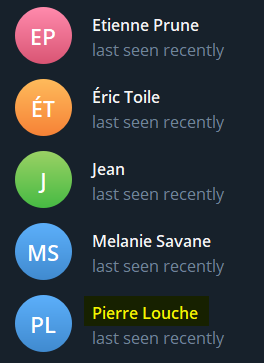 EP
Etienne Prune
last seen recently
ÉT
Éric Toile
last seen recently
J
Jean
last seen recently
MS
Melanie Savane
last seen recently
PL
Pierre Louche
last seen recently